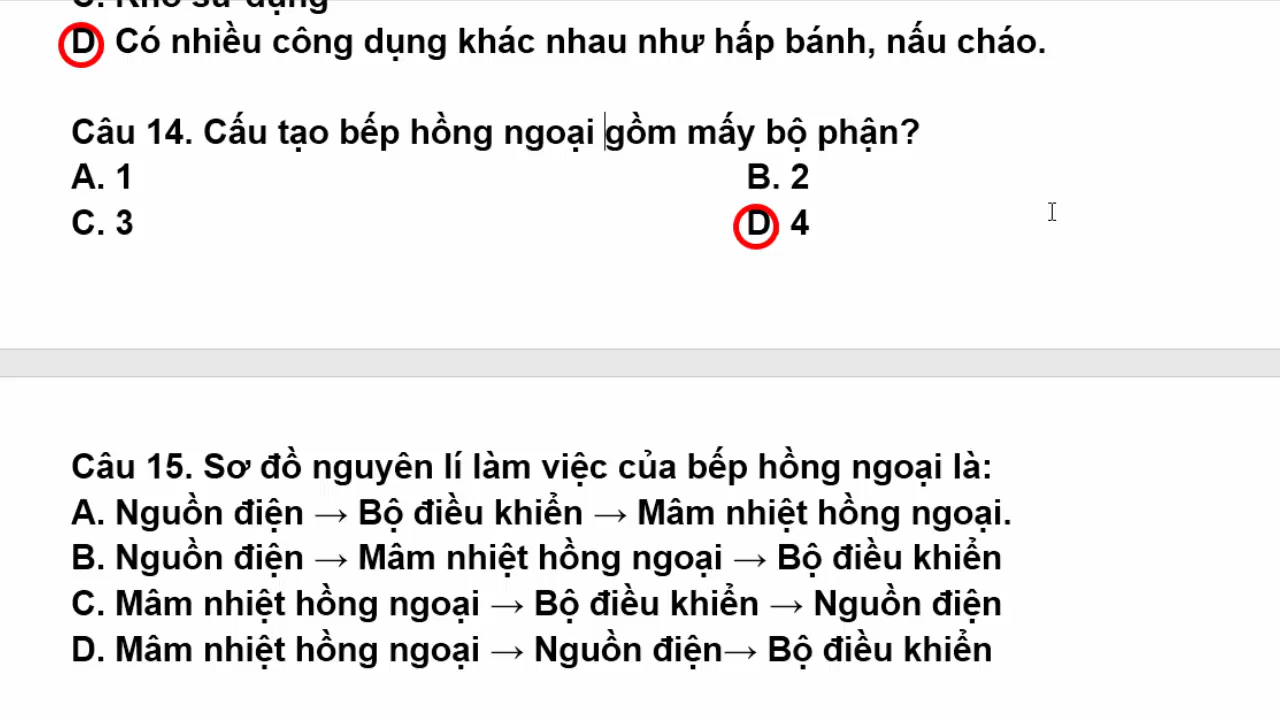 C. Khó sử dụng
D. Có nhiều công dụng khác nhau như hấp bánh, nấu cháo.
Câu 14. Cấu tạo bếp hồng ngoại gồm mấy bộ phận?
A. 1 B. 2
C. 3 D. 4
Câu 15. Sơ đồ nguyên lí làm việc của bếp hồng ngoại là:
A. Nguồn điện → Bộ điều khiển → Mâm nhiệt hồng ngoại.
B. Nguồn điện → Mâm nhiệt hồng ngoại → Bộ điều khiển
C. Mâm nhiệt hồng ngoại → Bộ điều khiển → Nguồn điện
D. Mâm nhiệt hồng ngoại → Nguồn điện→ Bộ điều khiển